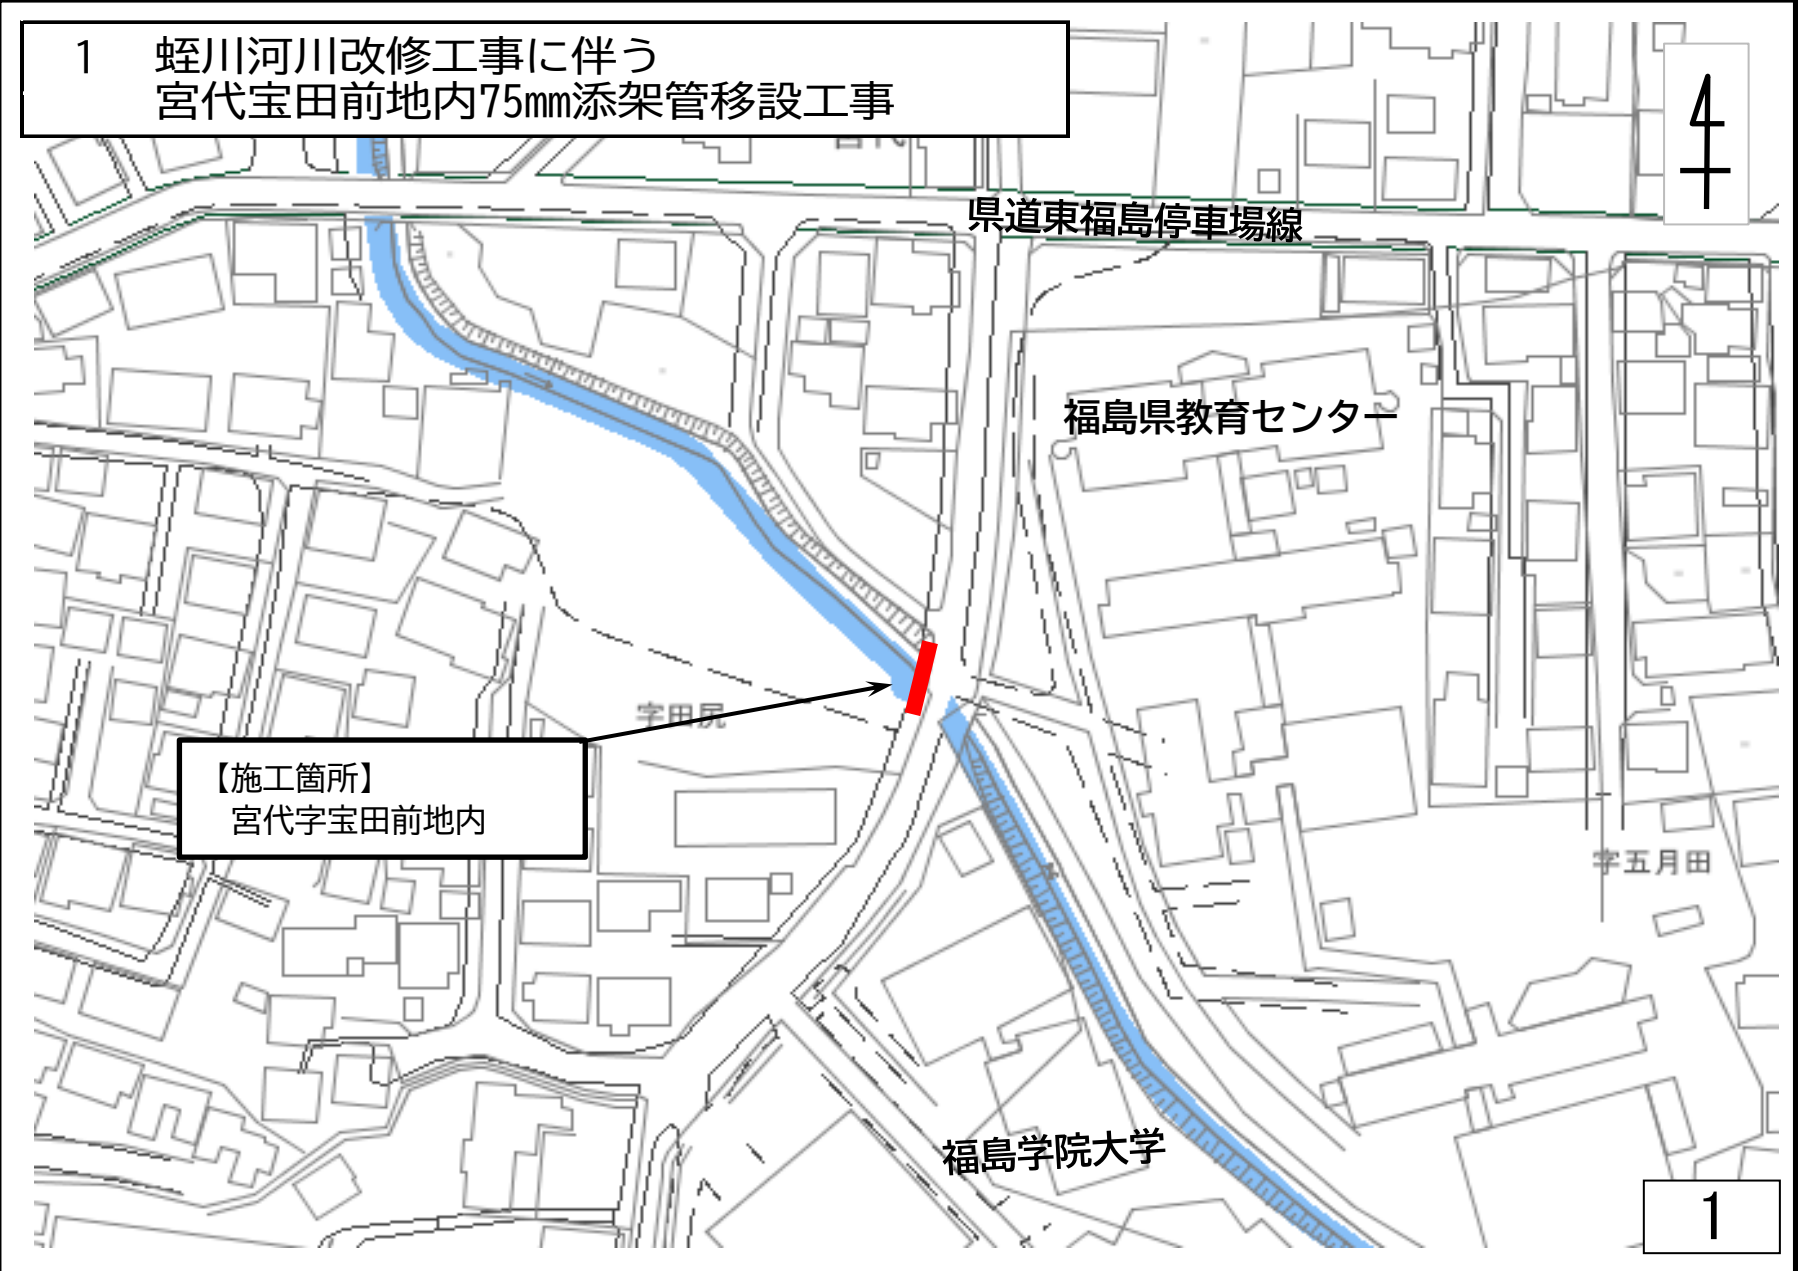 1 蛭川河川改修工事に伴う
宮代宝田前地内75mm添架管移設工事
県道東福島停車場線
福島県教育センター
字田尻
【施工箇所】
宮代字宝田前地内
字五月田
福島学院大学
1